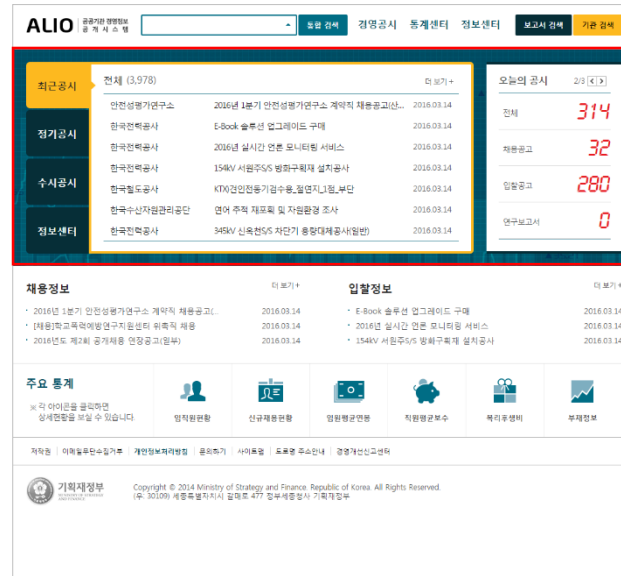 ALIO 공공기관 경영정보 공개시스템 통합 검색 경영공시 통계센터 정보센터 보고서 검색 기관 검색
최근공시
정기공시
수시공시
정보센터
전체 (3,978) 더 보기 +
안전성평가연구소 2016년 1분기 안전성평가연구소 계약직 채용공고(산... 2016.03.14
한국전력공사 E-Book 솔루션 업그레이드 구매 2016.03.14
한국전력공사 2016년 실시간 언론 모니터링 서비스 2016.03.14
한국전력공사 154kV 서원주S/S 방화구획재 설치공사 2016.03.14
한국철도공사 KTX)견인전동기검수용_절연지_1점_부단 2016.03.14
한국수산자원관리공단 연어 추적 재포획 및 자원환경 조사 2016.03.14
한국전력공사 345kV 신옥천S/S 차단기 용량대체공사(일반) 2016.03.14
오늘의 공시 2/3 < >
전체 314
채용공고 32
입찰공고 280
연구보고서 0
채용정보 더 보기 +
· 2016년 1분기 안전성평가연구소 계약직 채용공고(... 2016.03.14
· [채용]학교폭력예방연구지원센터 위촉직 채용 2016.03.14
· 2016년도 제2회 공개채용 연장공고(일부) 2016.03.14
입찰정보 더 보기 +
· E-Book 솔루션 업그레이드 구매 2016.03.14
· 2016년 실시간 언론 모니터링 서비스 2016.03.14
· 154kV 서원주S/S 방화구획재 설치공사 2016.03.14
주요 통계
※ 각 아이콘을 클릭하면
상세현황을 보실 수 있습니다.
임직원현황 신규채용현황 임원평균연봉 직원평균보수 복리후생비 부채정보
저작권 | 이메일무단수집거부 | 개인정보처리방침 | 문의하기 | 사이트맵 | 도로명 주소안내 | 경영개선신고센터
기획재정부
Copyright © 2014 Ministry of Strategy and Finance. Republic of Korea. All Rights Reserved.
(우: 30109) 세종특별자치시 갈매로 477 정부세종청사 기획재정부